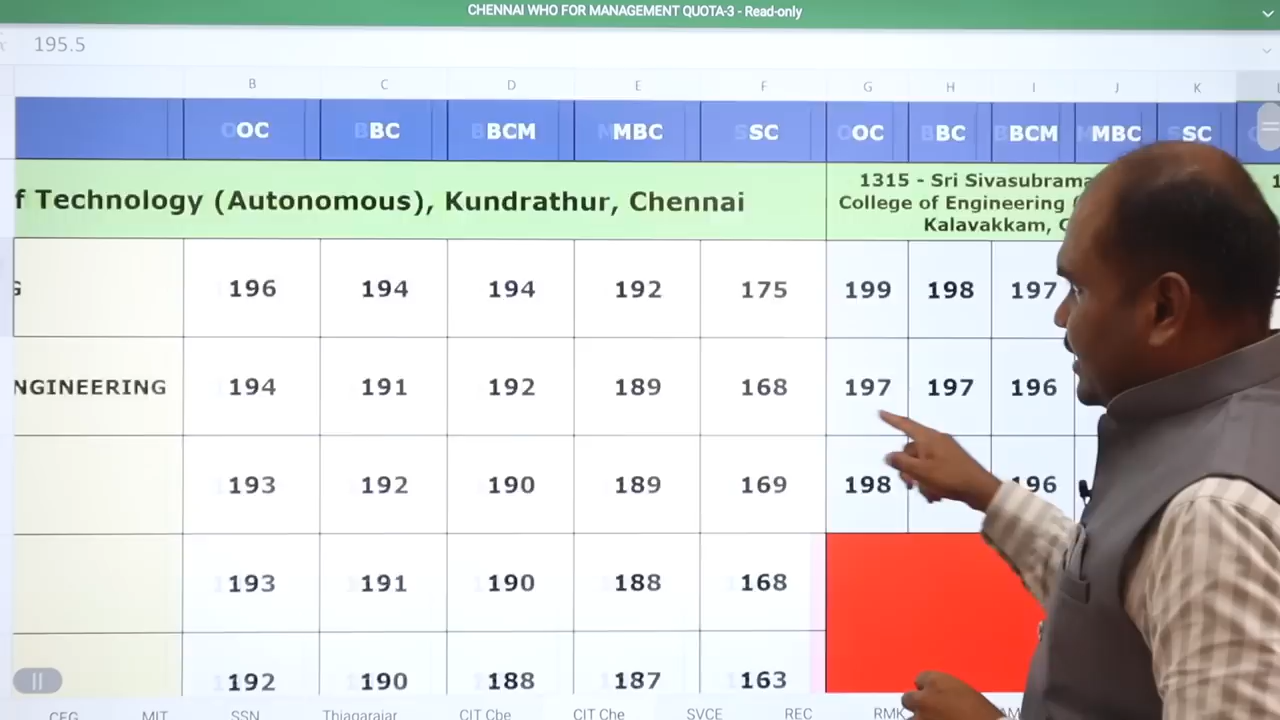 CHENNAI WHO FOR MANAGEMENT QUOTA-3 - Read-only
195.5
B C D E F G H I J K
OC BC BCM MBC SC OC BC BCM MBC SC
f Technology (Autonomous), Kundrathur, Chennai
1315 - Sri Sivasubrama
College of Engineering (
Kalavakkam, C
196 194 194 192 175 199 198 197
NGINEERING 194 191 192 189 168 197 197 196
193 192 190 189 169 198 196
193 191 190 188 168
192 190 188 187 163
CEG MIT SSN Thiagarajar CIT Cbe CIT Che SVCE REC RMK